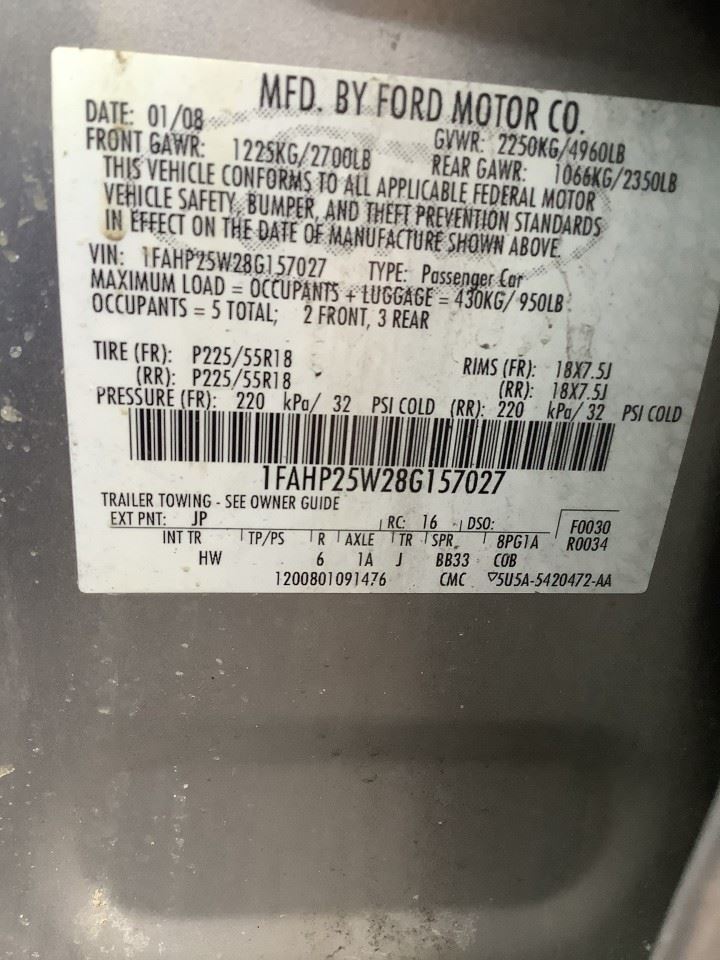 MFD. BY FORD MOTOR CO.
DATE: 01/08 GVWR: 2250KG/4960LB
FRONT GAWR: 1225KG/2700LB REAR GAWR: 1066KG/2350LB
THIS VEHICLE CONFORMS TO ALL APPLICABLE FEDERAL MOTOR
VEHICLE SAFETY, BUMPER, AND THEFT PREVENTION STANDARDS
IN EFFECT ON THE DATE OF MANUFACTURE SHOWN ABOVE.
VIN: 1FAHP25W28G157027 TYPE: Passenger Car
MAXIMUM LOAD = OCCUPANTS + LUGGAGE = 430KG/ 950LB
OCCUPANTS = 5 TOTAL; 2 FRONT, 3 REAR
TIRE (FR): P225/55R18 RIMS (FR): 18X7.5J
(RR): P225/55R18 (RR): 18X7.5J
PRESSURE (FR): 220 kPa/ 32 PSI COLD (RR): 220 kPa/ 32 PSI COLD
1FAHP25W28G157027
TRAILER TOWING - SEE OWNER GUIDE
EXT PNT: JP RC: 16 DSO: F0030
INT TR TP/PS R AXLE TR SPR 8PG1A R0034
HW 6 1A J BB33 COB
1200801091476 CMC ▽5U5A-5420472-AA